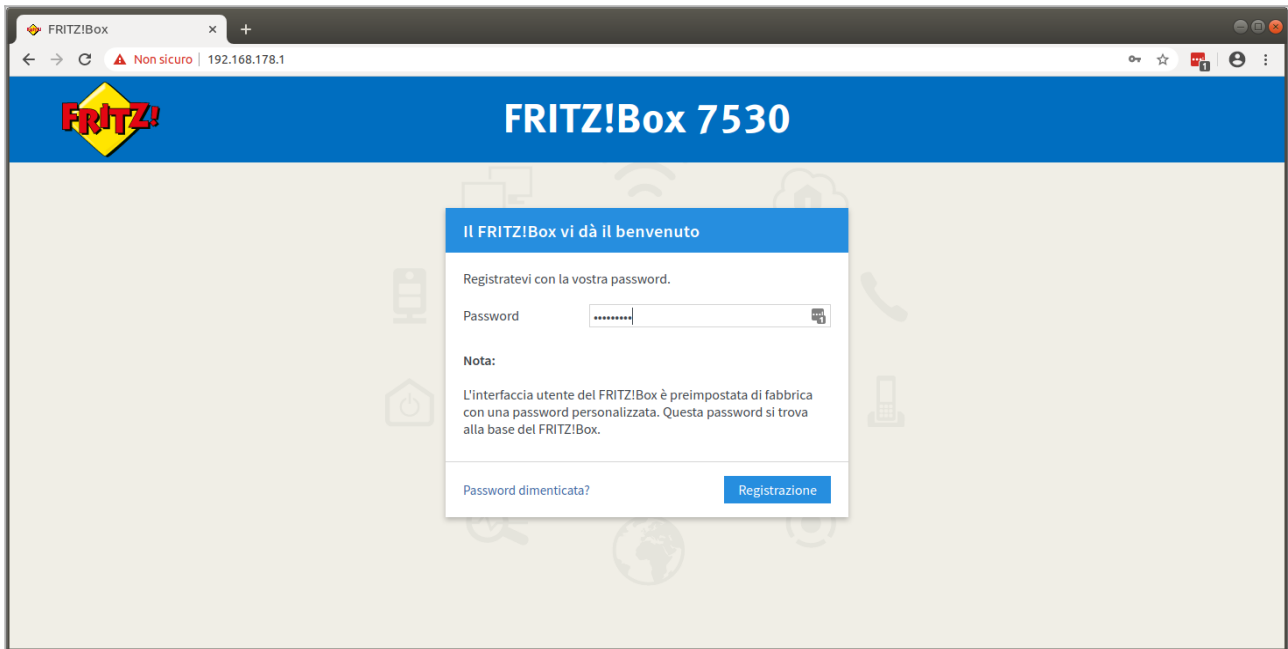 FRITZ!Box
Non sicuro 192.168.178.1
1
FRITZ!
FRITZ!Box 7530
Il FRITZ!Box vi dà il benvenuto
Registratevi con la vostra password.
Password •••••••••
1
Nota:
L'interfaccia utente del FRITZ!Box è preimpostata di fabbrica
con una password personalizzata. Questa password si trova
alla base del FRITZ!Box.
Password dimenticata?
Registrazione